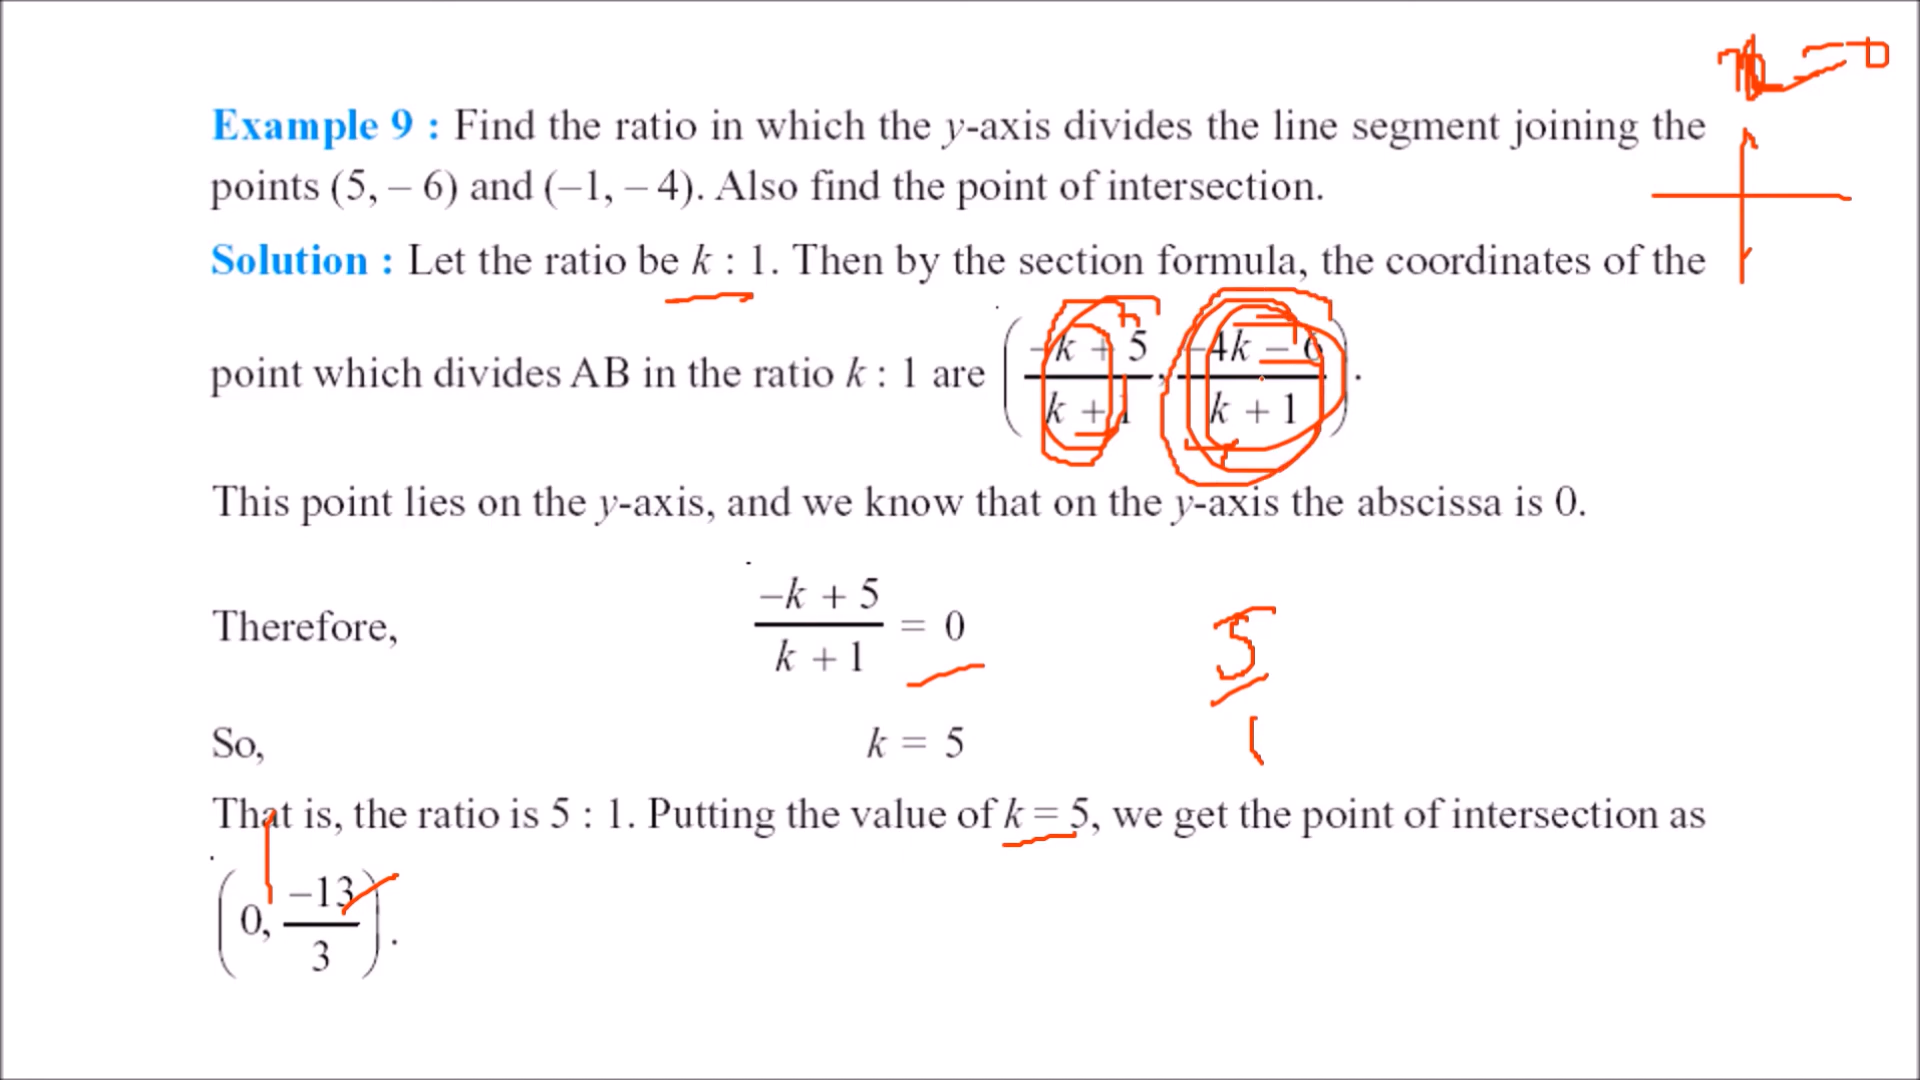 Example 9 : Find the ratio in which the y-axis divides the line segment joining the
points (5, – 6) and (–1, – 4). Also find the point of intersection.
Solution : Let the ratio be k : 1. Then by the section formula, the coordinates of the
point which divides AB in the ratio k : 1 are ( (–k + 5)/(k + 1), (–4k – 6)/(k + 1) ).
This point lies on the y-axis, and we know that on the y-axis the abscissa is 0.
Therefore, (–k + 5)/(k + 1) = 0
5/1
So, k = 5
That is, the ratio is 5 : 1. Putting the value of k = 5, we get the point of intersection as
(0, –13/3).